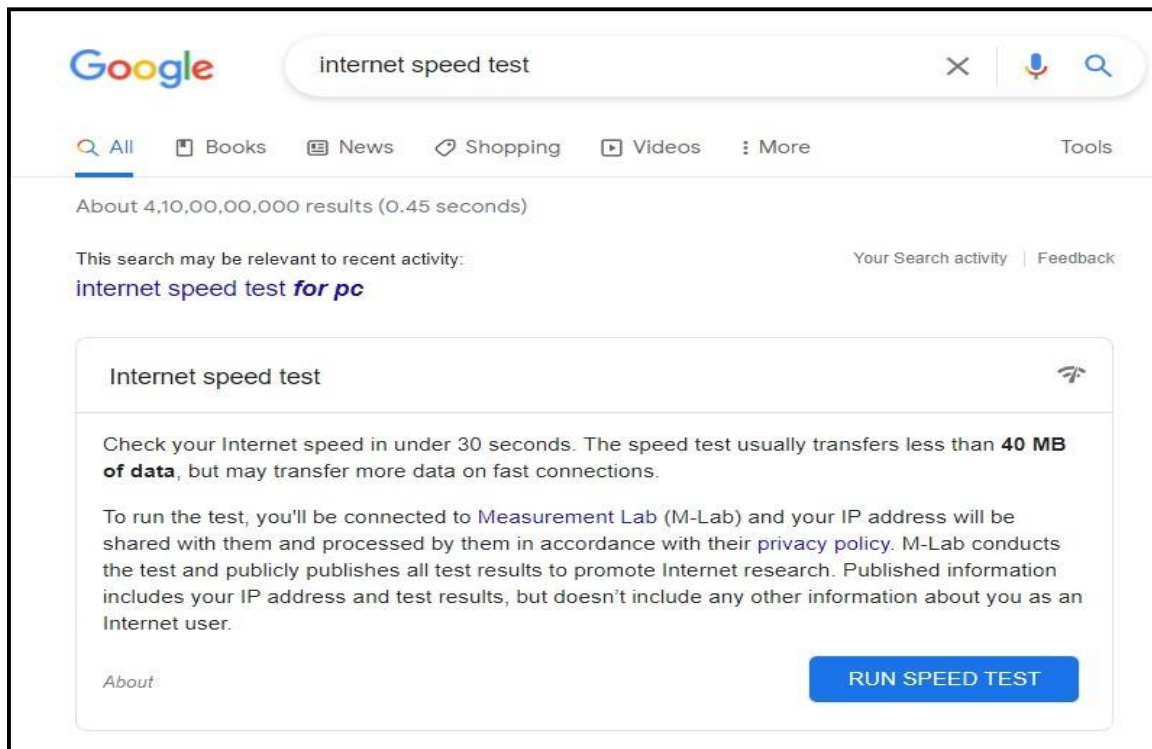 Google
internet speed test
All Books News Shopping Videos More Tools
About 4,10,00,00,000 results (0.45 seconds)
This search may be relevant to recent activity: Your Search activity Feedback
internet speed test for pc
Internet speed test
Check your Internet speed in under 30 seconds. The speed test usually transfers less than 40 MB
of data, but may transfer more data on fast connections.
To run the test, you'll be connected to Measurement Lab (M-Lab) and your IP address will be
shared with them and processed by them in accordance with their privacy policy. M-Lab conducts
the test and publicly publishes all test results to promote Internet research. Published information
includes your IP address and test results, but doesn’t include any other information about you as an
Internet user.
About RUN SPEED TEST